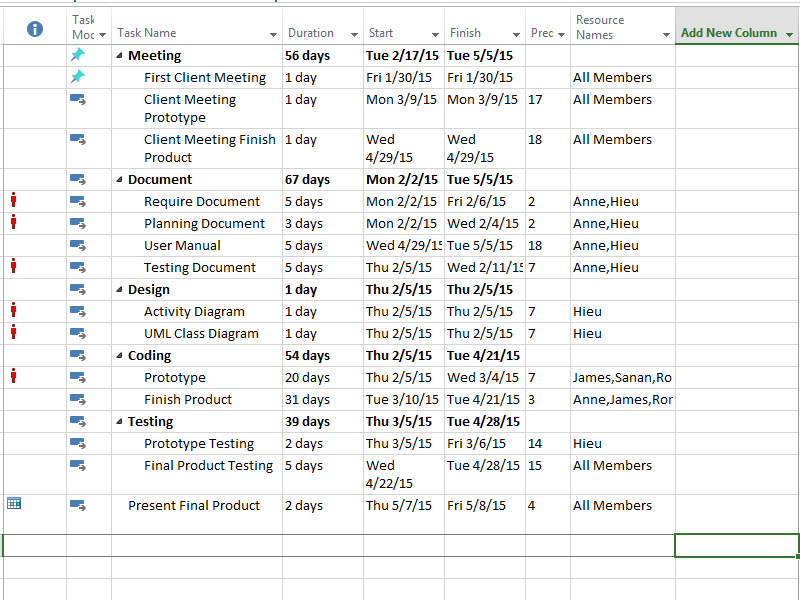 Task Mod Task Name Duration Start Finish Prec Resource Names Add New Column
Meeting 56 days Tue 2/17/15 Tue 5/5/15
First Client Meeting 1 day Fri 1/30/15 Fri 1/30/15 All Members
Client Meeting Prototype 1 day Mon 3/9/15 Mon 3/9/15 17 All Members
Client Meeting Finish Product 1 day Wed 4/29/15 Wed 4/29/15 18 All Members
Document 67 days Mon 2/2/15 Tue 5/5/15
Require Document 5 days Mon 2/2/15 Fri 2/6/15 2 Anne,Hieu
Planning Document 3 days Mon 2/2/15 Wed 2/4/15 2 Anne,Hieu
User Manual 5 days Wed 4/29/15 Tue 5/5/15 18 Anne,Hieu
Testing Document 5 days Thu 2/5/15 Wed 2/11/15 7 Anne,Hieu
Design 1 day Thu 2/5/15 Thu 2/5/15
Activity Diagram 1 day Thu 2/5/15 Thu 2/5/15 7 Hieu
UML Class Diagram 1 day Thu 2/5/15 Thu 2/5/15 7 Hieu
Coding 54 days Thu 2/5/15 Tue 4/21/15
Prototype 20 days Thu 2/5/15 Wed 3/4/15 7 James,Sanan,Ro
Finish Product 31 days Tue 3/10/15 Tue 4/21/15 3 Anne,James,Ror
Testing 39 days Thu 3/5/15 Tue 4/28/15
Prototype Testing 2 days Thu 3/5/15 Fri 3/6/15 14 Hieu
Final Product Testing 5 days Wed 4/22/15 Tue 4/28/15 15 All Members
Present Final Product 2 days Thu 5/7/15 Fri 5/8/15 4 All Members